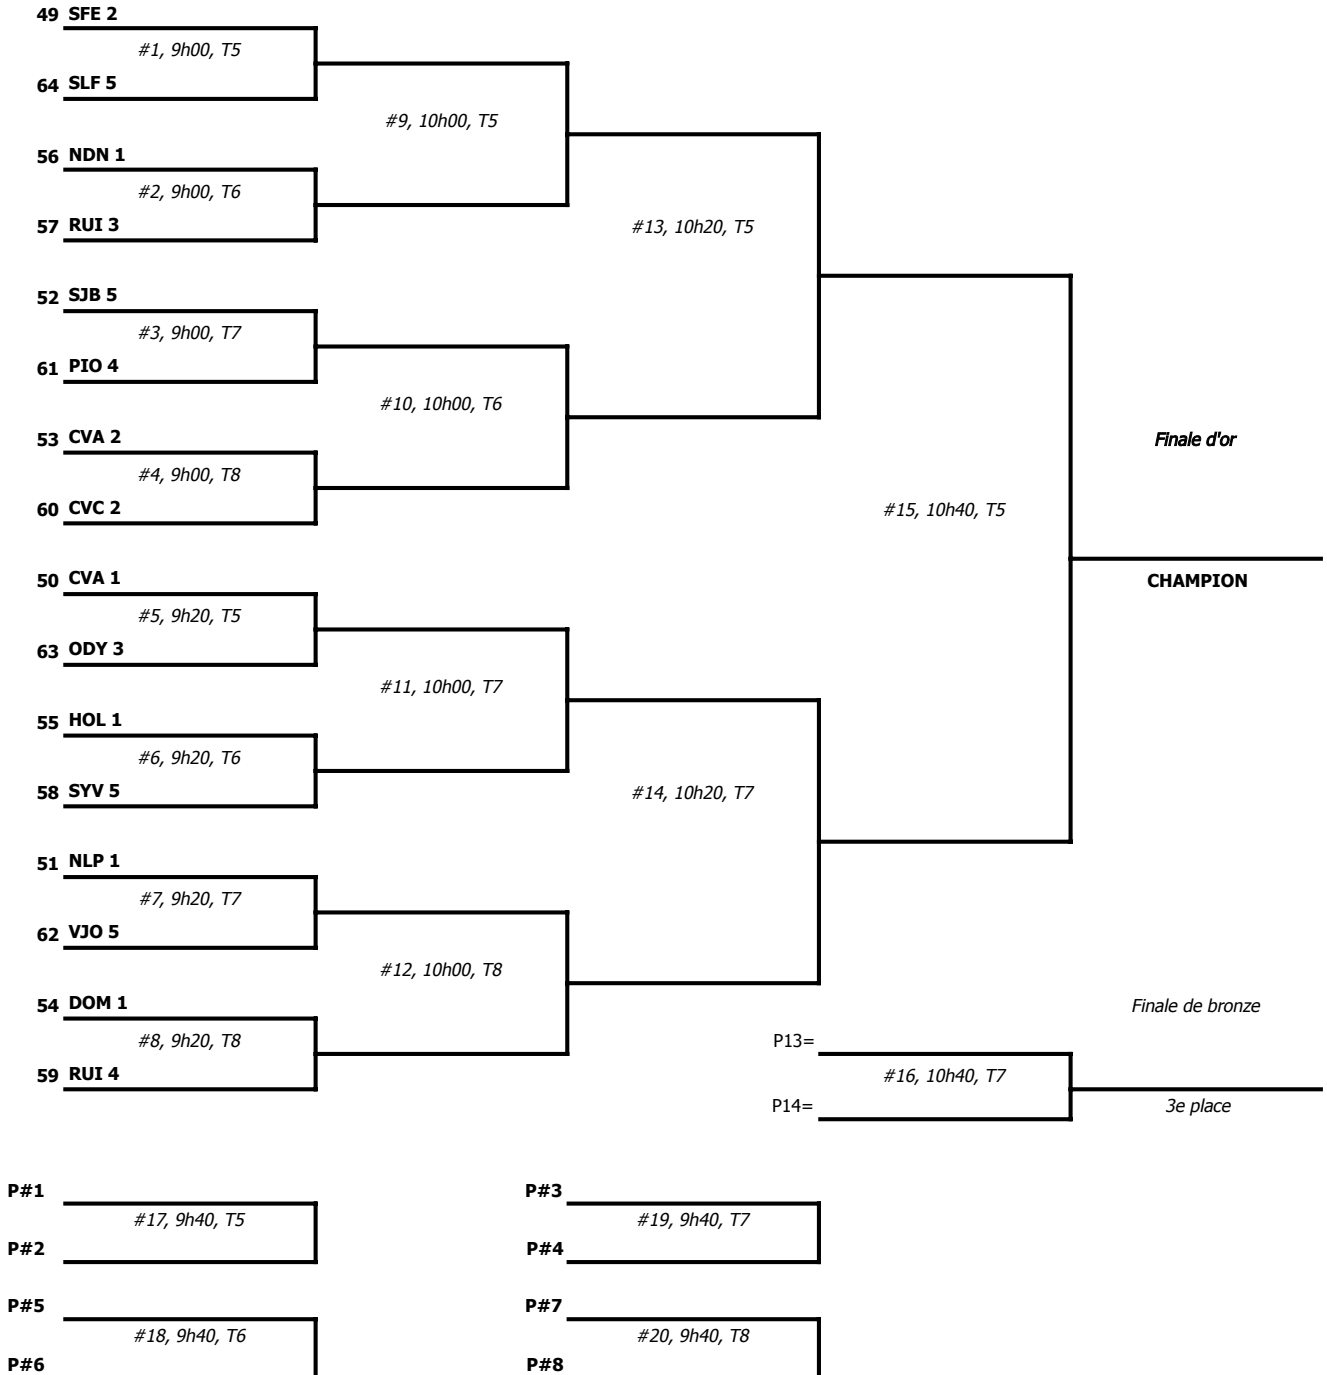 49 SFE 2
#1, 9h00, T5
64 SLF 5
#9, 10h00, T5
56 NDN 1
#2, 9h00, T6
57 RUI 3
#13, 10h20, T5
52 SJB 5
#3, 9h00, T7
61 PIO 4
#10, 10h00, T6
53 CVA 2
Finale d'or
#4, 9h00, T8
60 CVC 2
#15, 10h40, T5
50 CVA 1
CHAMPION
#5, 9h20, T5
63 ODY 3
#11, 10h00, T7
55 HOL 1
#6, 9h20, T6
58 SYV 5
#14, 10h20, T7
51 NLP 1
#7, 9h20, T7
62 VJO 5
#12, 10h00, T8
54 DOM 1
Finale de bronze
#8, 9h20, T8
P13=
59 RUI 4
#16, 10h40, T7
P14=
3e place
P#1
P#3
#17, 9h40, T5
#19, 9h40, T7
P#2
P#4
P#5
P#7
#18, 9h40, T6
#20, 9h40, T8
P#6
P#8